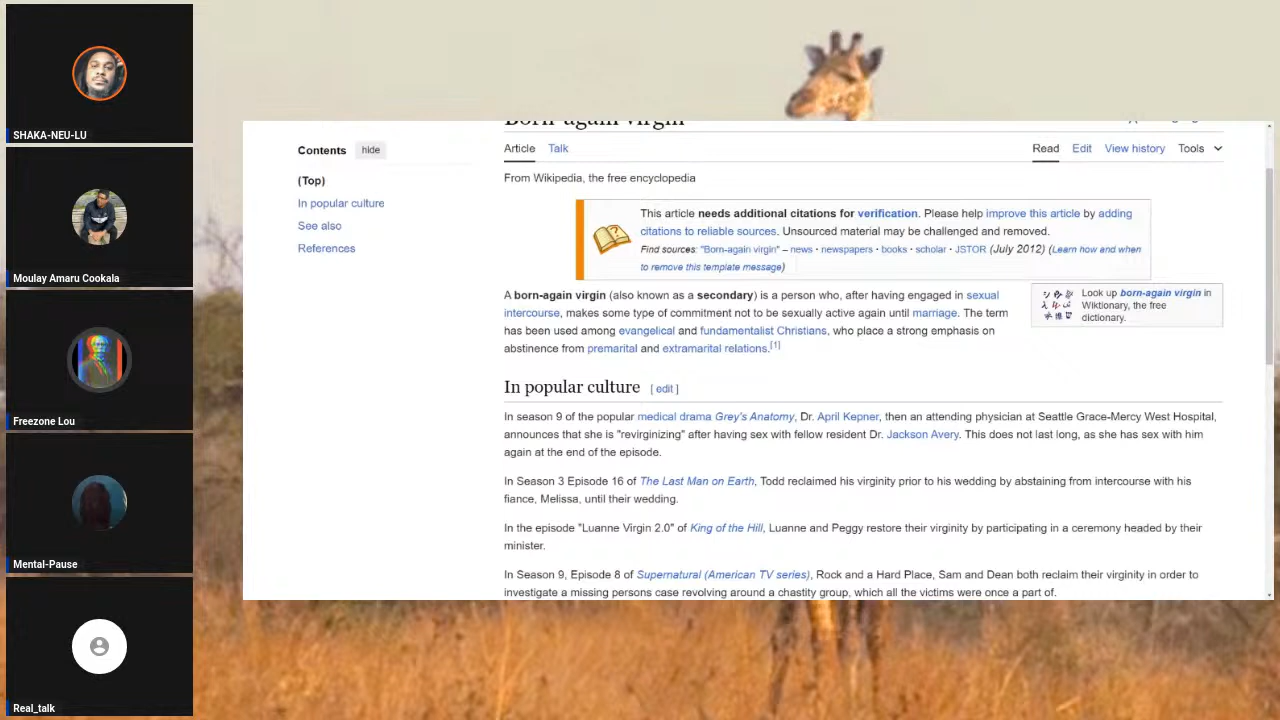 SHAKA-NEU-LU
Moulay Amaru Cookala
Freezone Lou
Mental-Pause
Real_talk
Born-again virgin
Contents hide
(Top)
In popular culture
See also
References
Article Talk
Read Edit View history Tools
From Wikipedia, the free encyclopedia
This article needs additional citations for verification. Please help improve this article by adding
citations to reliable sources. Unsourced material may be challenged and removed.
Find sources: "Born-again virgin" – news · newspapers · books · scholar · JSTOR (July 2012) (Learn how and when
to remove this template message)
A born-again virgin (also known as a secondary) is a person who, after having engaged in sexual
intercourse, makes some type of commitment not to be sexually active again until marriage. The term
has been used among evangelical and fundamentalist Christians, who place a strong emphasis on
abstinence from premarital and extramarital relations.[1]
Look up born-again virgin in
Wiktionary, the free
dictionary.
In popular culture [ edit ]
In season 9 of the popular medical drama Grey's Anatomy, Dr. April Kepner, then an attending physician at Seattle Grace-Mercy West Hospital,
announces that she is "revirginizing" after having sex with fellow resident Dr. Jackson Avery. This does not last long, as she has sex with him
again at the end of the episode.
In Season 3 Episode 16 of The Last Man on Earth, Todd reclaimed his virginity prior to his wedding by abstaining from intercourse with his
fiance, Melissa, until their wedding.
In the episode "Luanne Virgin 2.0" of King of the Hill, Luanne and Peggy restore their virginity by participating in a ceremony headed by their
minister.
In Season 9, Episode 8 of Supernatural (American TV series), Rock and a Hard Place, Sam and Dean both reclaim their virginity in order to
investigate a missing persons case revolving around a chastity group, which all the victims were once a part of.